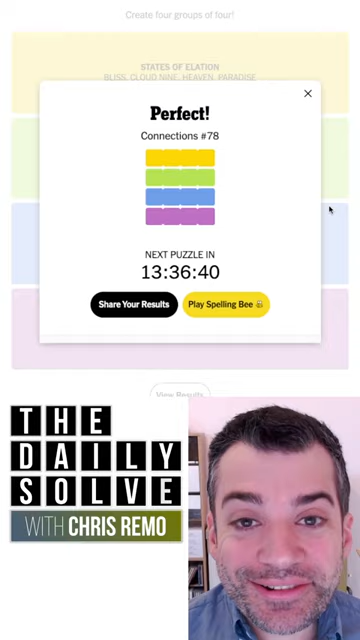 Create four groups of four!
STATES OF ELATION
BLISS, CLOUD NINE, HEAVEN, PARADISE
Perfect!
Connections #78
NEXT PUZZLE IN
13:36:40
Share Your Results
Play Spelling Bee
View Results
THE
DAILY
SOLVE
WITH CHRIS REMO